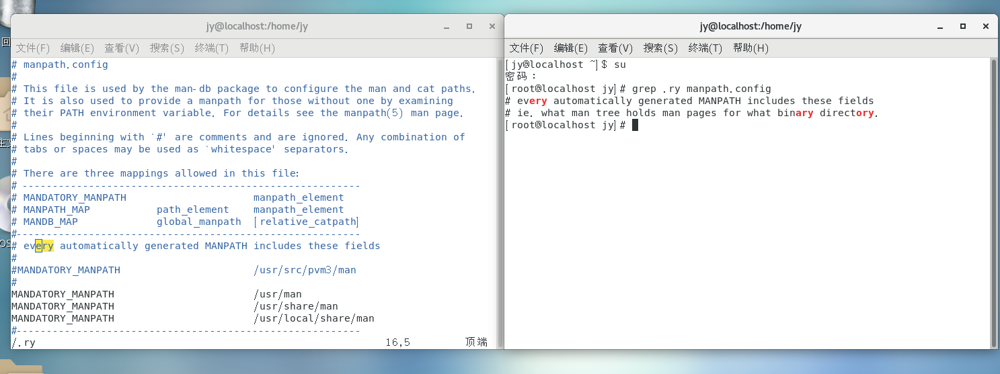 jy@localhost:/home/jy
文件(F) 编辑(E) 查看(V) 搜索(S) 终端(T) 帮助(H)
# manpath.config
#
# This file is used by the man-db package to configure the man and cat paths.
# It is also used to provide a manpath for those without one by examining
# their PATH environment variable. For details see the manpath(5) man page.
#
# Lines beginning with `#' are comments and are ignored. Any combination of
# tabs or spaces may be used as `whitespace' separators.
#
# There are three mappings allowed in this file:
# --------------------------------------------------------
# MANDATORY_MANPATH manpath_element
# MANPATH_MAP path_element manpath_element
# MANDB_MAP global_manpath [relative_catpath]
#---------------------------------------------------------
# every automatically generated MANPATH includes these fields
#
#MANDATORY_MANPATH /usr/src/pvm3/man
#
MANDATORY_MANPATH /usr/man
MANDATORY_MANPATH /usr/share/man
MANDATORY_MANPATH /usr/local/share/man
#---------------------------------------------------------
/.ry 16,5 顶端
jy@localhost:/home/jy
文件(F) 编辑(E) 查看(V) 搜索(S) 终端(T) 帮助(H)
[jy@localhost ~]$ su
密码：
[root@localhost jy]# grep .ry manpath.config
# every automatically generated MANPATH includes these fields
# ie. what man tree holds man pages for what binary directory.
[root@localhost jy]#